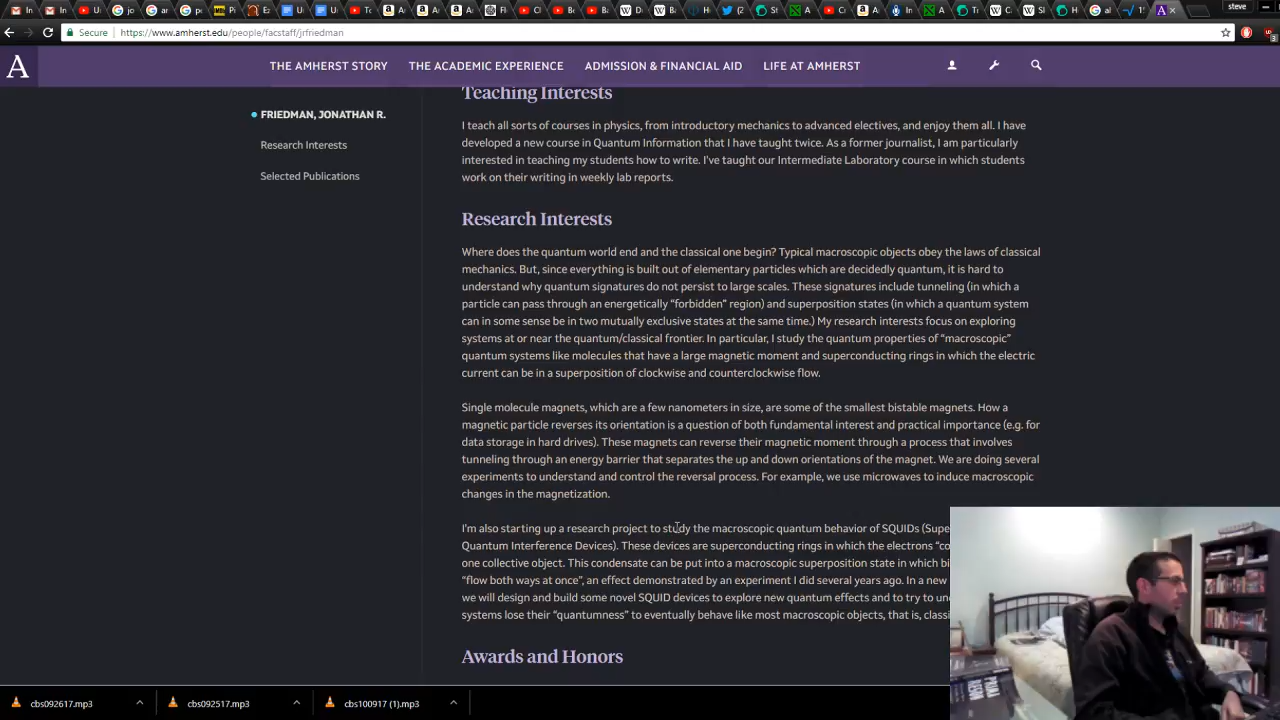 steve
https://www.amherst.edu/people/facstaff/jrfriedman
Secure
A
THE AMHERST STORY
THE ACADEMIC EXPERIENCE
ADMISSION & FINANCIAL AID
LIFE AT AMHERST
FRIEDMAN, JONATHAN R.
Research Interests
Selected Publications
Teaching Interests
I teach all sorts of courses in physics, from introductory mechanics to advanced electives, and enjoy them all. I have
developed a new course in Quantum Information that I have taught twice. As a former journalist, I am particularly
interested in teaching my students how to write. I've taught our Intermediate Laboratory course in which students
work on their writing in weekly lab reports.
Research Interests
Where does the quantum world end and the classical one begin? Typical macroscopic objects obey the laws of classical
mechanics. But, since everything is built out of elementary particles which are decidedly quantum, it is hard to
understand why quantum signatures do not persist to large scales. These signatures include tunneling (in which a
particle can pass through an energetically “forbidden” region) and superposition states (in which a quantum system
can in some sense be in two mutually exclusive states at the same time.) My research interests focus on exploring
systems at or near the quantum/classical frontier. In particular, I study the quantum properties of “macroscopic”
quantum systems like molecules that have a large magnetic moment and superconducting rings in which the electric
current can be in a superposition of clockwise and counterclockwise flow.
Single molecule magnets, which are a few nanometers in size, are some of the smallest bistable magnets. How a
magnetic particle reverses its orientation is a question of both fundamental interest and practical importance (e.g. for
data storage in hard drives). These magnets can reverse their magnetic moment through a process that involves
tunneling through an energy barrier that separates the up and down orientations of the magnet. We are doing several
experiments to understand and control the reversal process. For example, we use microwaves to induce macroscopic
changes in the magnetization.
I'm also starting up a research project to study the macroscopic quantum behavior of SQUIDs (Supe
Quantum Interference Devices). These devices are superconducting rings in which the electrons “co
one collective object. This condensate can be put into a macroscopic superposition state in which bi
“flow both ways at once”, an effect demonstrated by an experiment I did several years ago. In a new
we will design and build some novel SQUID devices to explore new quantum effects and to try to un
systems lose their “quantumness” to eventually behave like most macroscopic objects, that is, classi
Awards and Honors
cbs092617.mp3
cbs092517.mp3
cbs100917 (1).mp3